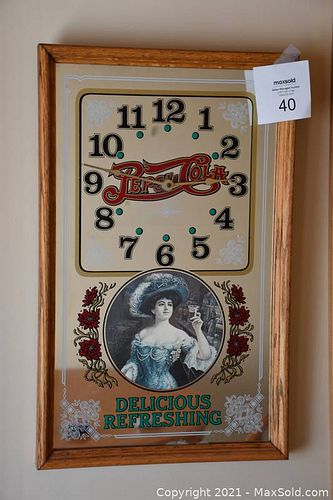 maxsold
40
11 12 1
10 2
PEPSI-COLA
9 3
8 4
7 6 5
DELICIOUS
REFRESHING
Copyright 2021 - MaxSold.com